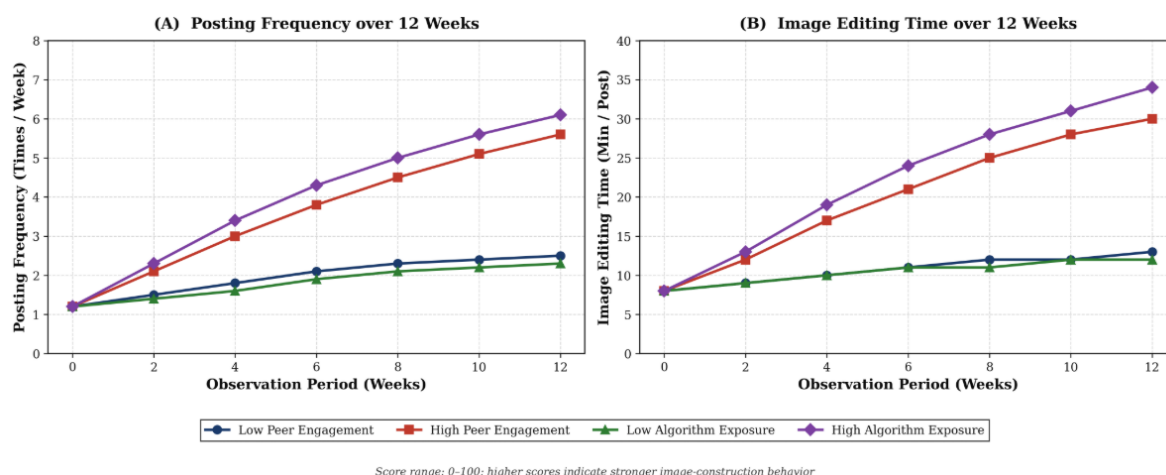 (A) Posting Frequency over 12 Weeks
Posting Frequency (Times / Week)
8
7
6
5
4
3
2
1
0
0 2 4 6 8 10 12
Observation Period (Weeks)
(B) Image Editing Time over 12 Weeks
Image Editing Time (Min / Post)
40
35
30
25
20
15
10
5
0
0 2 4 6 8 10 12
Observation Period (Weeks)
Low Peer Engagement High Peer Engagement Low Algorithm Exposure High Algorithm Exposure
Score range: 0–100; higher scores indicate stronger image-construction behavior